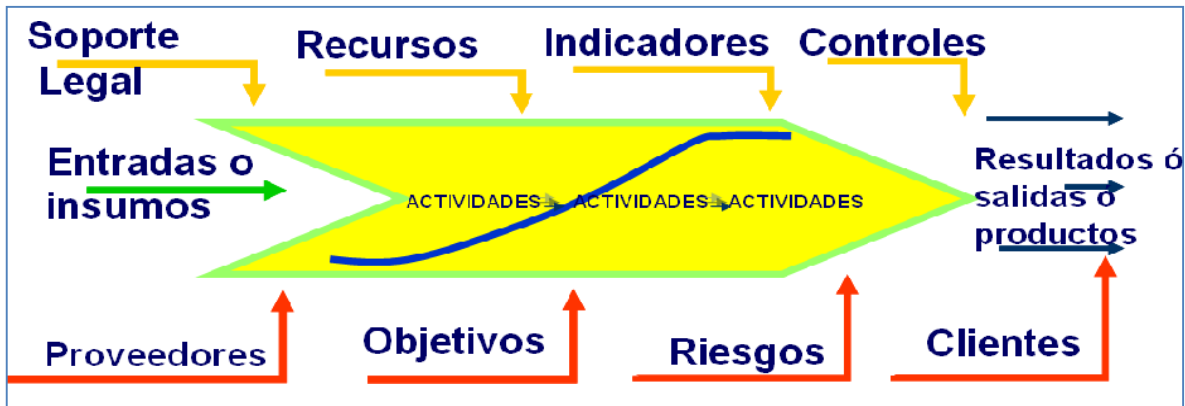 Soporte
Legal
Recursos
Indicadores
Controles
Entradas o
insumos
ACTIVIDADES ACTIVIDADES ACTIVIDADES
Resultados ó
salidas o
productos
Proveedores
Objetivos
Riesgos
Clientes